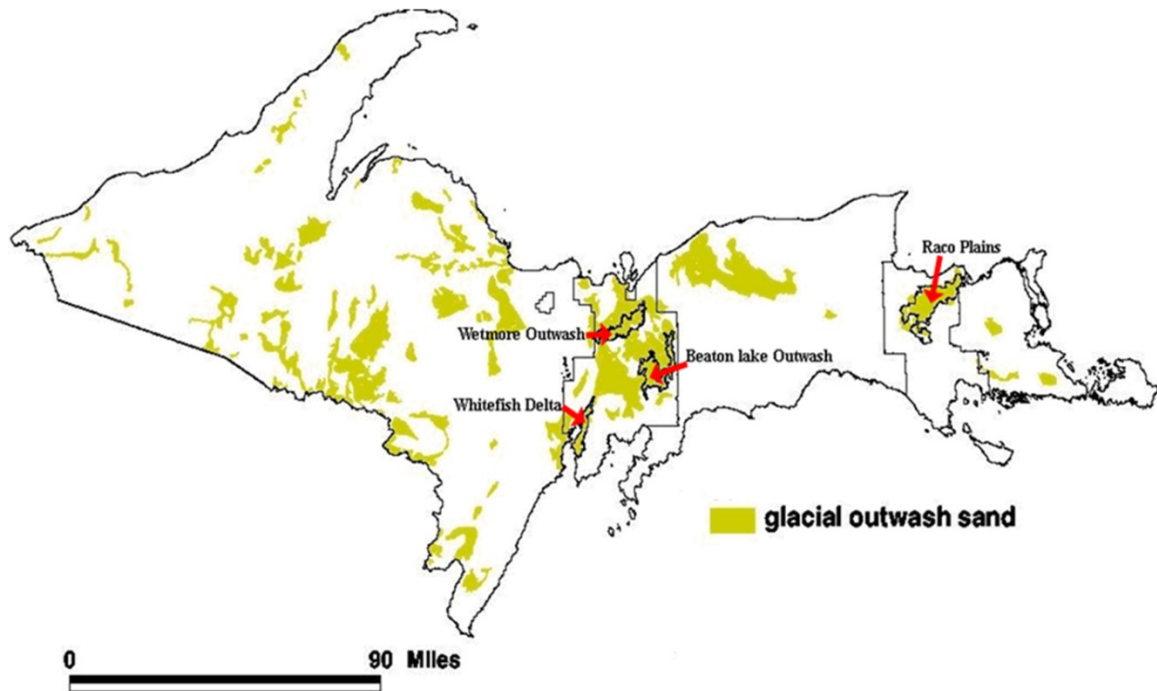 Raco Plains
Wetmore Outwash
Beaton lake Outwash
Whitefish Delta
glacial outwash sand
0 90 Miles